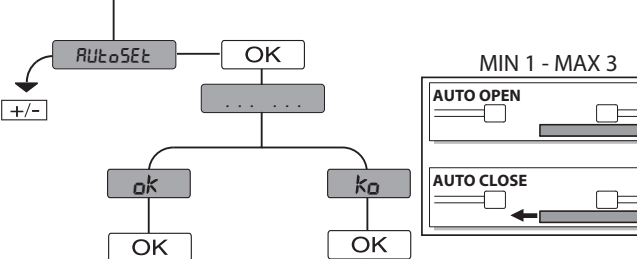 AUtoSEt
OK
+/-
... ...
ok
ko
OK
OK
MIN 1 - MAX 3
AUTO OPEN
AUTO CLOSE